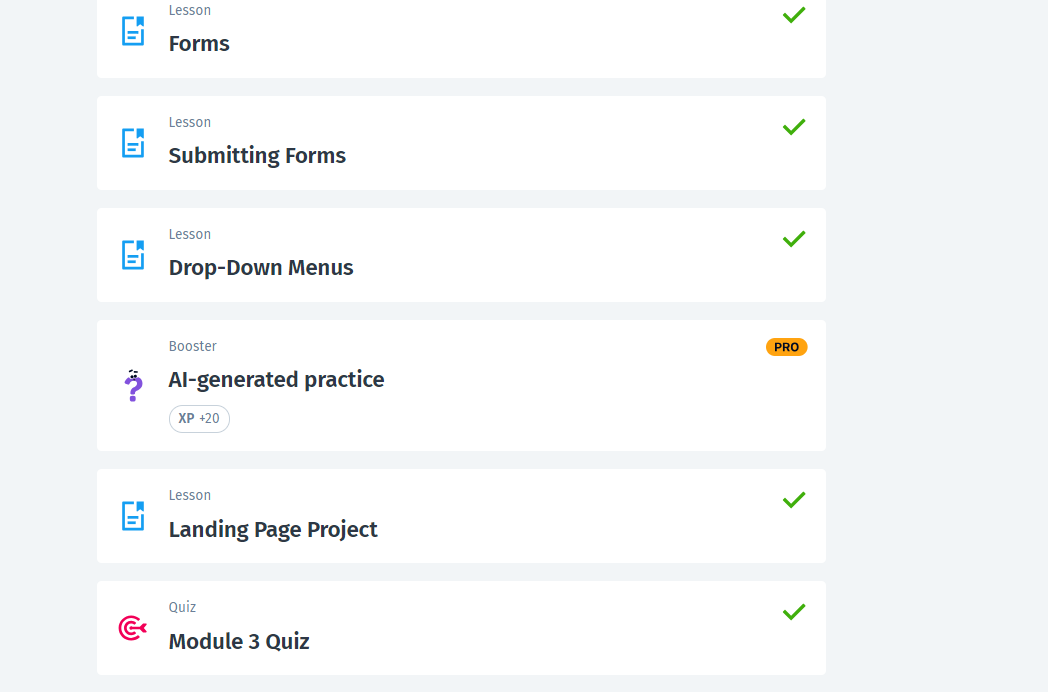 Lesson
Forms
Lesson
Submitting Forms
Lesson
Drop-Down Menus
Booster
PRO
AI-generated practice
XP +20
Lesson
Landing Page Project
Quiz
Module 3 Quiz